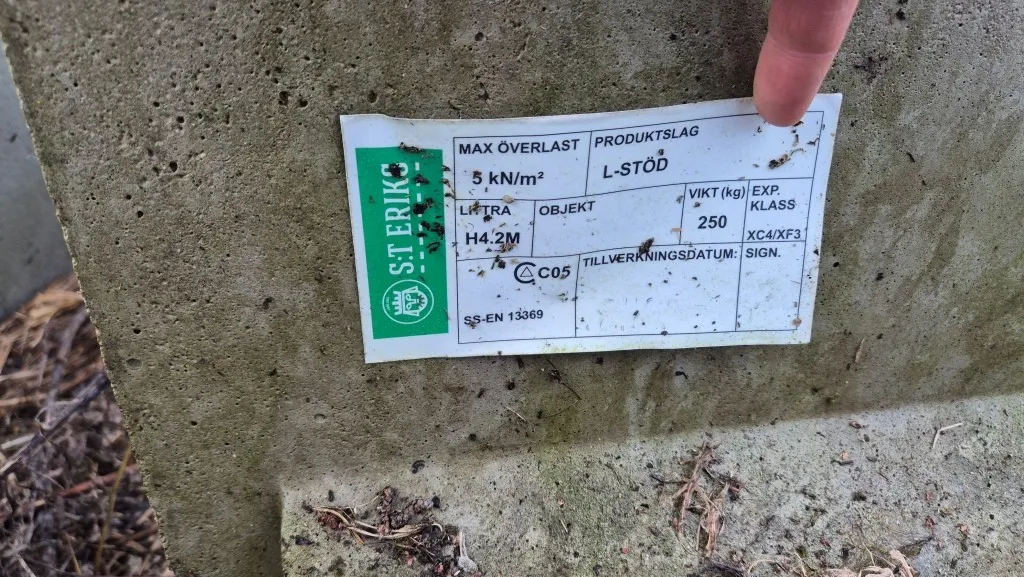 S:T ERIKS
MAX ÖVERLAST
5 kN/m²
PRODUKTSLAG
L-STÖD
LITTRA
H4.2M
OBJEKT
VIKT (kg)
250
EXP.
KLASS
XC4/XF3
C05
SS-EN 13369
TILLVERKNINGSDATUM:
SIGN.